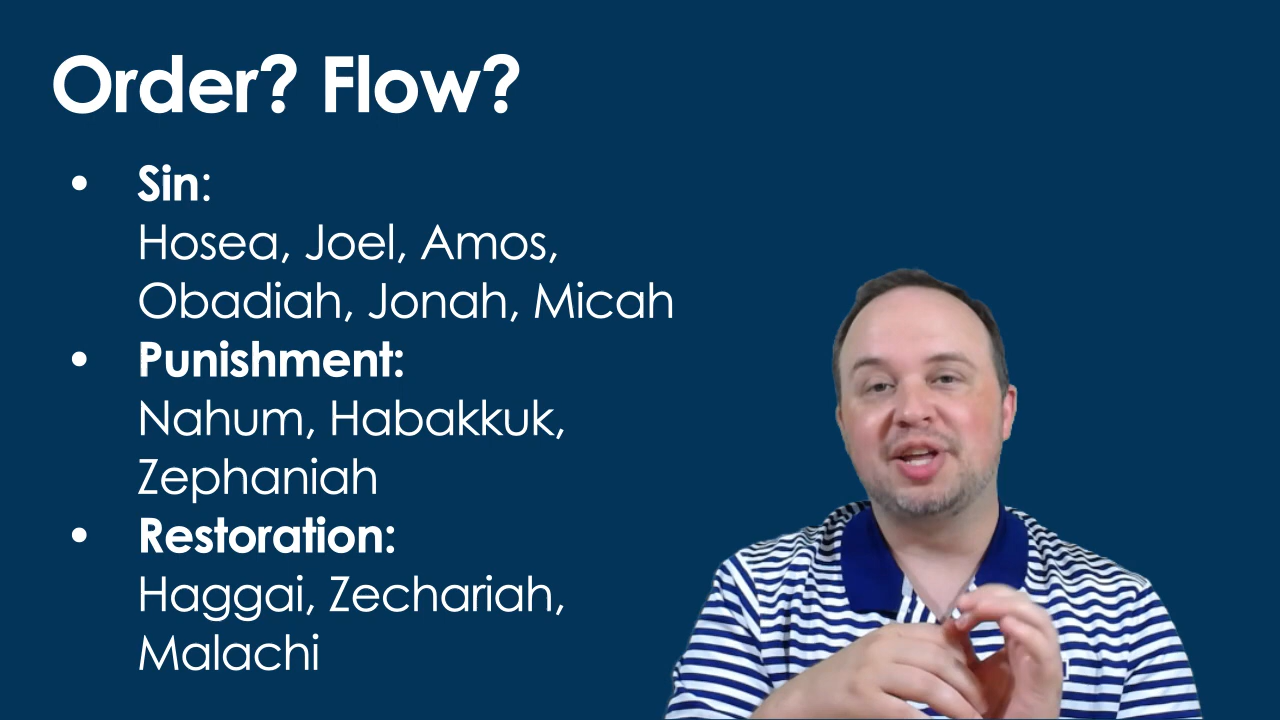 Order? Flow?
• Sin:
Hosea, Joel, Amos,
Obadiah, Jonah, Micah
• Punishment:
Nahum, Habakkuk,
Zephaniah
• Restoration:
Haggai, Zechariah,
Malachi